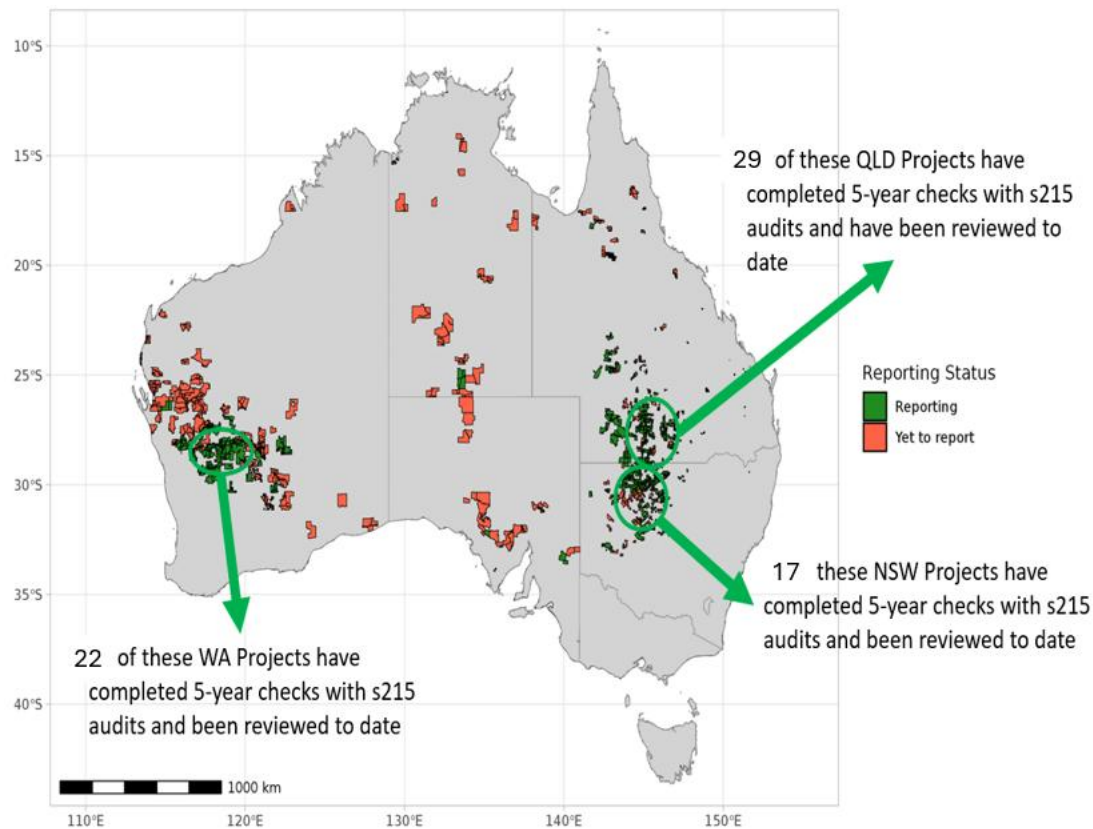 10°S
15°S
20°S
25°S
30°S
35°S
40°S
29 of these QLD Projects have
completed 5-year checks with s215
audits and have been reviewed to
date
Reporting Status
Reporting
Yet to report
17 these NSW Projects have
completed 5-year checks with s215
audits and been reviewed to date
22 of these WA Projects have
completed 5-year checks with s215
audits and been reviewed to date
1000 km
110°E
120°E
130°E
140°E
150°E